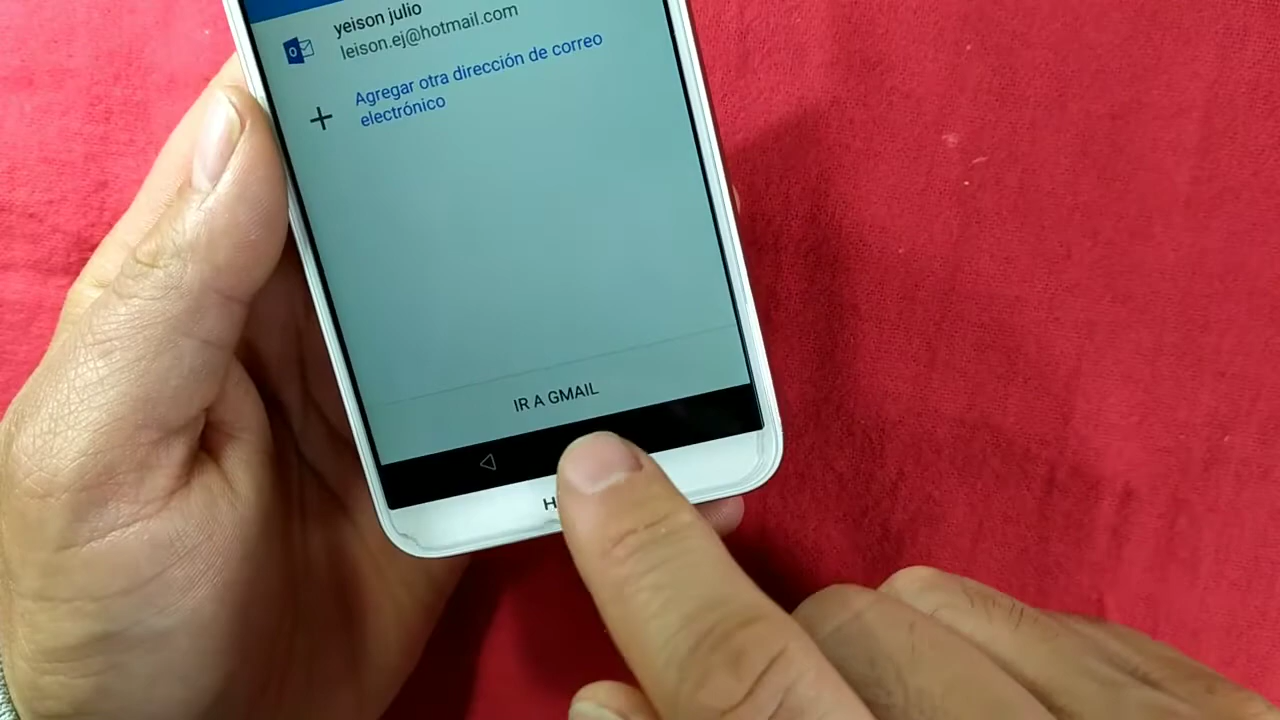 yeison julio
leison.ej@hotmail.com
Agregar otra dirección de correo
electrónico
IR A GMAIL